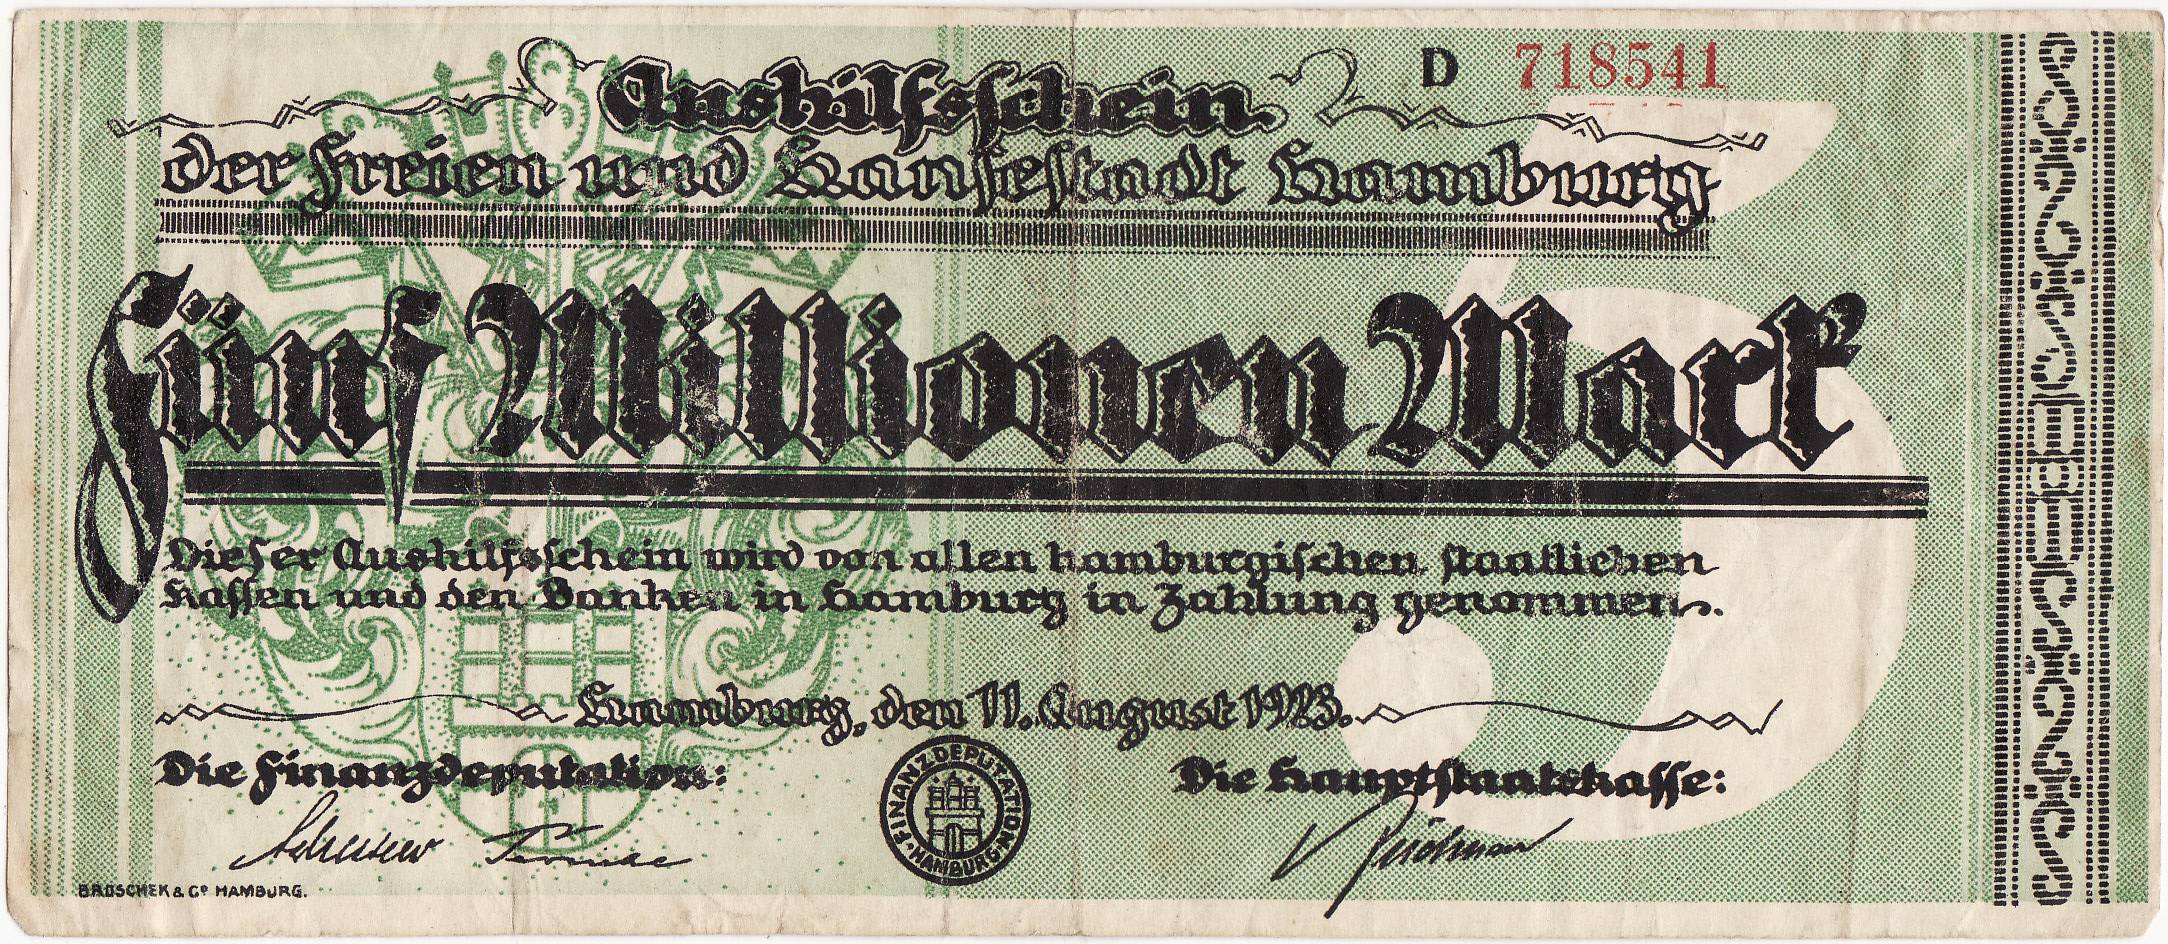 D 718541
Aushilfsschein
der Freien und Hansestadt Hamburg
Fünf Millionen Mark
Dieser Aushilfsschein wird von allen hamburgischen staatlichen
Kassen und den Banken in Hamburg in Zahlung genommen.
Hamburg, den 11. August 1923.
Die Finanzdeputation:
FINANZDEPUTATION
HAMBURG
Die Hauptstaatskasse:
BROSCHEK & Co HAMBURG.
5